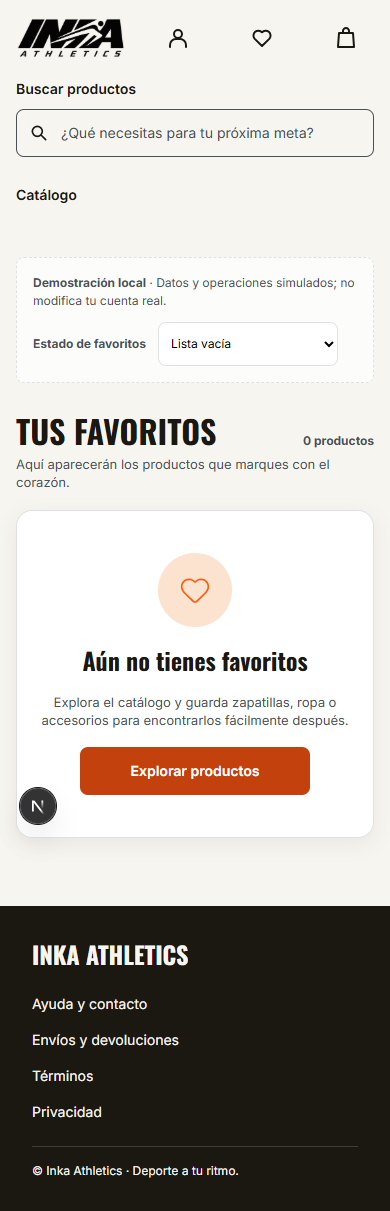 INKA
ATHLETICS
Buscar productos
¿Qué necesitas para tu próxima meta?
Catálogo
Demostración local · Datos y operaciones simulados; no
modifica tu cuenta real.
Estado de favoritos
Lista vacía
TUS FAVORITOS
0 productos
Aquí aparecerán los productos que marques con el
corazón.
Aún no tienes favoritos
Explora el catálogo y guarda zapatillas, ropa o
accesorios para encontrarlos fácilmente después.
Explorar productos
N
INKA ATHLETICS
Ayuda y contacto
Envíos y devoluciones
Términos
Privacidad
© Inka Athletics · Deporte a tu ritmo.